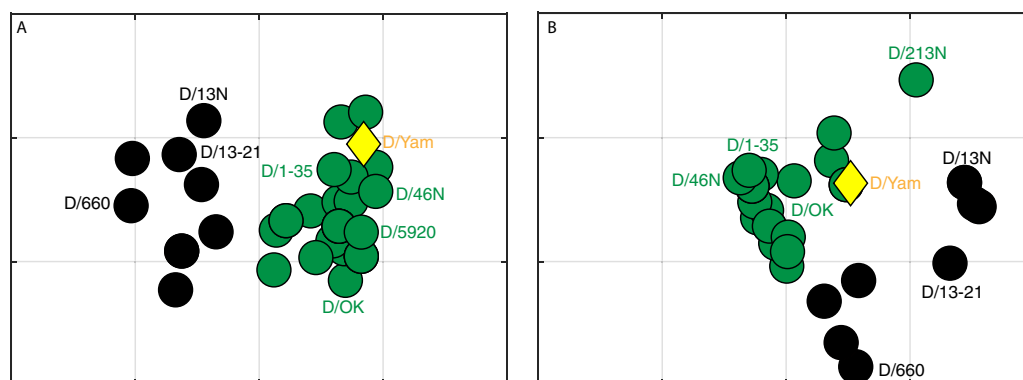 A
D/13N
D/13-21
D/660
D/1-35
D/Yam
D/46N
D/5920
D/OK
B
D/213N
D/1-35
D/46N
D/OK
D/Yam
D/13N
D/13-21
D/660